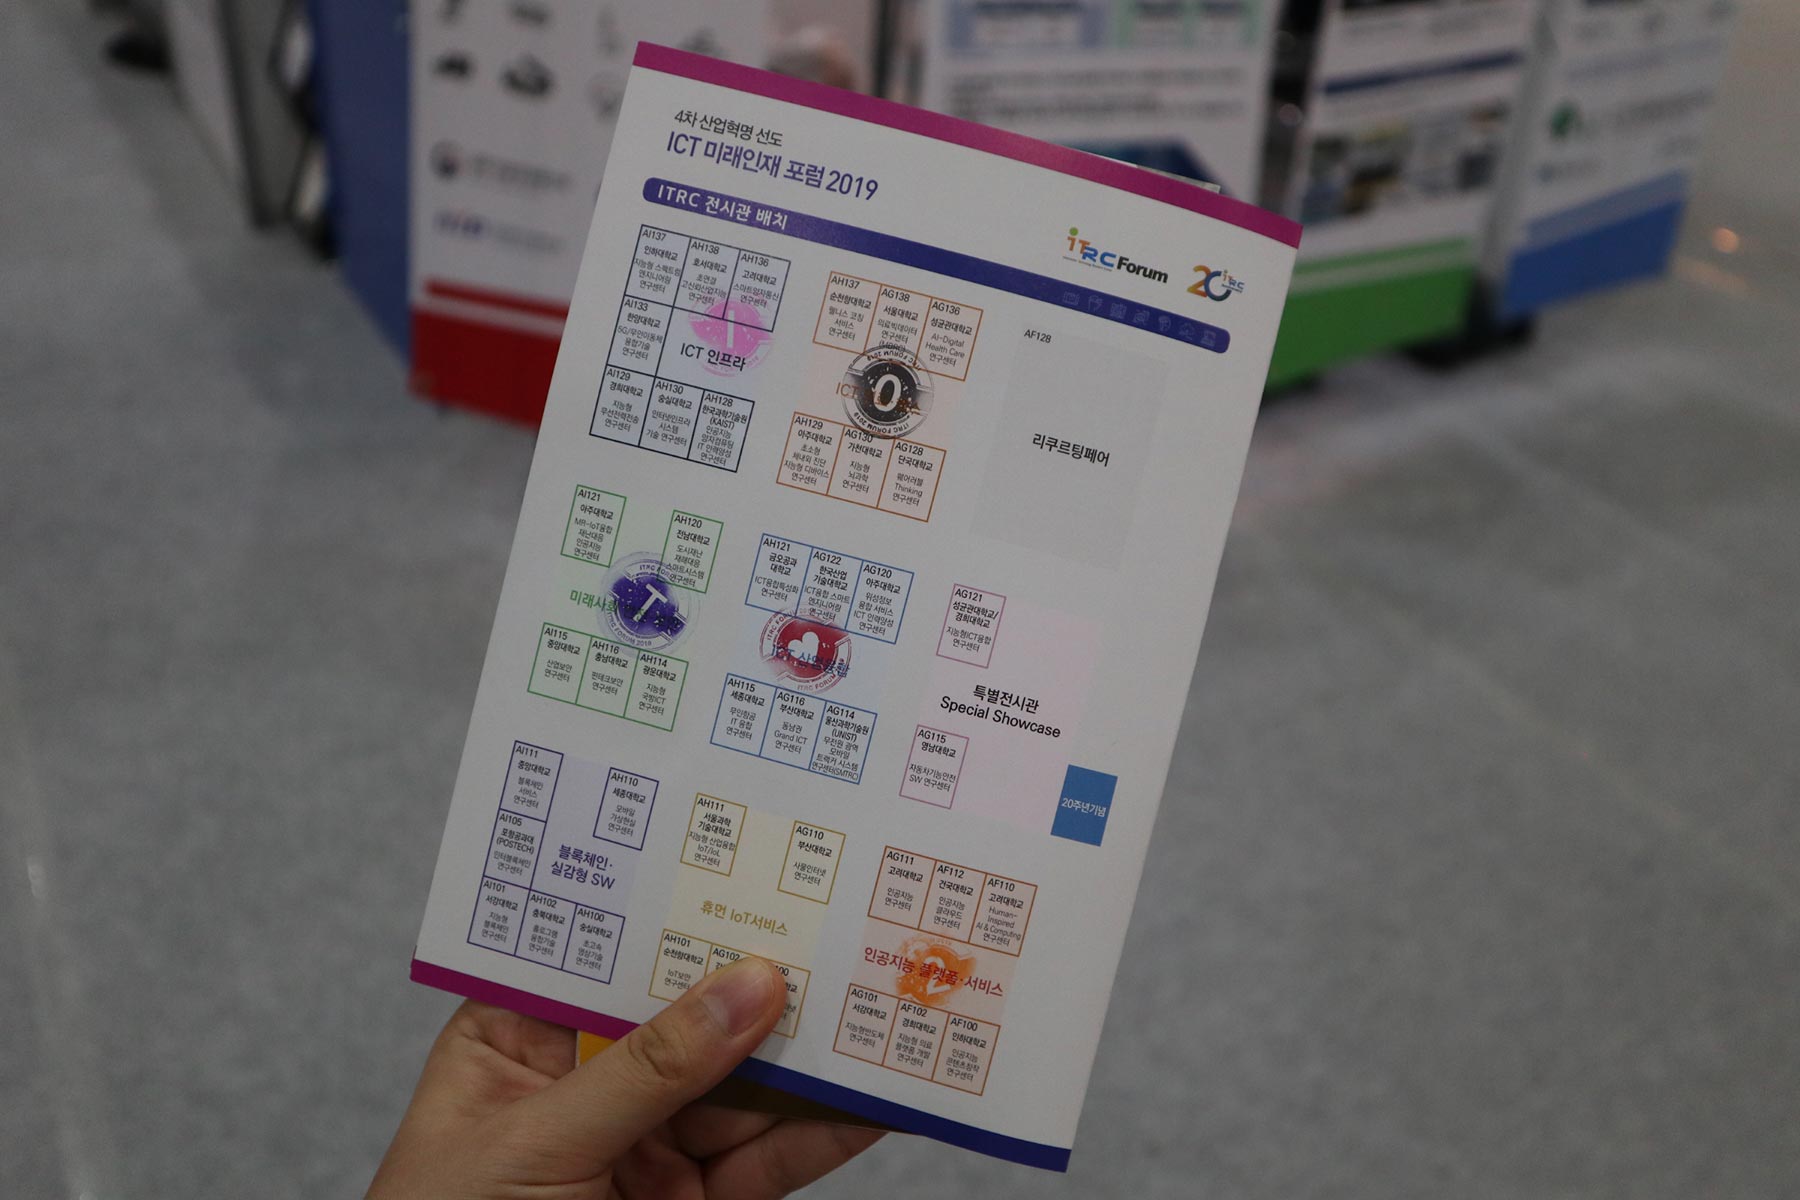 4차 산업혁명 선도
ICT 미래인재 포럼 2019
ITRC 전시관 배치
iTRC Forum
20 iTRC
AI137
인하대학교
지능형 스펙트럼
엔지니어링
연구센터
AH138
호서대학교
초연결
고신뢰산업지능
연구센터
AH136
고려대학교
스마트양자통신
연구센터
AI133
한양대학교
5G/무인이동체
융합기술
연구센터
ICT 인프라
AI129
경희대학교
지능형
무선전력전송
연구센터
AH130
숭실대학교
인터넷인프라
시스템
기술 연구센터
AH128
한국과학기술원
(KAIST)
인공지능
양자컴퓨팅
IT 인력양성
연구센터
AH137
순천향대학교
웰니스 코칭
서비스
연구센터
AG138
서울대학교
의료빅데이터
연구센터
AG136
성균관대학교
AI-Digital
Health Care
연구센터
ICT
O
ITRC FORUM 2019
AH129
아주대학교
초소형
체내외 진단
지능형 디바이스
연구센터
AG130
가천대학교
지능형
뇌과학
연구센터
AG128
단국대학교
웨어러블
Thinking
연구센터
AF128
리쿠르팅페어
AI121
아주대학교
MR-IoT융합
재난대응
인공지능
연구센터
AH120
전남대학교
도시재난
재해대응
스마트시스템
연구센터
미래사회
T
ITRC FORUM 2019
AI115
중앙대학교
산업보안
연구센터
AH116
충남대학교
핀테크보안
연구센터
AH114
광운대학교
지능형
국방ICT
연구센터
AH121
금오공과
대학교
ICT융합특성화
연구센터
AG122
한국산업
기술대학교
ICT융합 스마트
엔지니어링
연구센터
AG120
아주대학교
위성정보
융합 서비스
ICT 인력양성
연구센터
ICT 산업융합
ITRC FORUM
AH115
세종대학교
무인항공
IT 융합
연구센터
AG116
부산대학교
동남권
Grand ICT
연구센터
AG114
울산과학기술원
(UNIST)
무진원 광역
모바일
트랙커 시스템
연구센터(SMTRC)
AG121
성균관대학교/
경희대학교
지능형ICT융합
연구센터
특별전시관
Special Showcase
AG115
영남대학교
자동차기능안전
SW 연구센터
20주년기념
AI111
중앙대학교
블록체인
서비스
연구센터
AH110
세종대학교
모바일
가상현실
연구센터
AI105
포항공과대
(POSTECH)
인터블록체인
연구센터
블록체인·
실감형 SW
AI101
서강대학교
지능형
블록체인
연구센터
AH102
충북대학교
홀로그램
융합기술
연구센터
AH100
숭실대학교
초고속
영상기술
연구센터
AH111
서울과학
기술대학교
지능형 산업융합
IoT/IoL
연구센터
AG110
부산대학교
사물인터넷
연구센터
휴먼 IoT서비스
AH101
순천향대학교
IoT보안
연구센터
AG102
AG111
고려대학교
인공지능
연구센터
AF112
건국대학교
인공지능
클라우드
연구센터
AF110
고려대학교
Human-
Inspired
AI & Computing
연구센터
인공지능 플랫폼·서비스
2
AG101
서강대학교
지능형반도체
연구센터
AF102
경희대학교
지능형 의료
플랫폼 개발
연구센터
AF100
인하대학교
인공지능
콘텐츠창작
연구센터